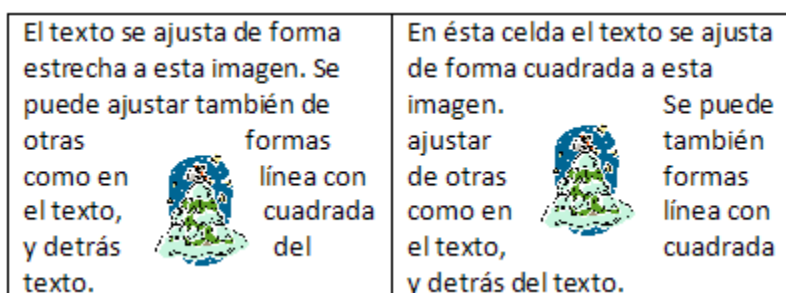 El texto se ajusta de forma
estrecha a esta imagen. Se
puede ajustar también de
otras formas
como en línea con
el texto, cuadrada
y detrás del
texto.
En ésta celda el texto se ajusta
de forma cuadrada a esta
imagen. Se puede
ajustar también
de otras formas
como en línea con
el texto, cuadrada
y detrás del texto.